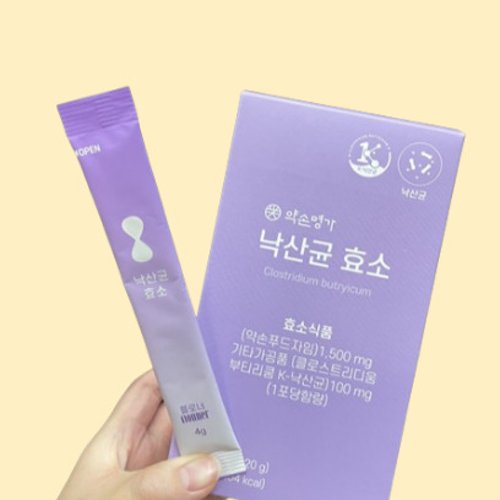 OPEN
낙산균
효소
4g
낙산균
약손명가
낙산균 효소
Clostridium butryicum
효소식품
(약손푸드자임)1,500 mg
기타가공품 (클로스트리디움
부티리쿰 K-낙산균)100 mg
(1포당함량)
20 g)
kcal)